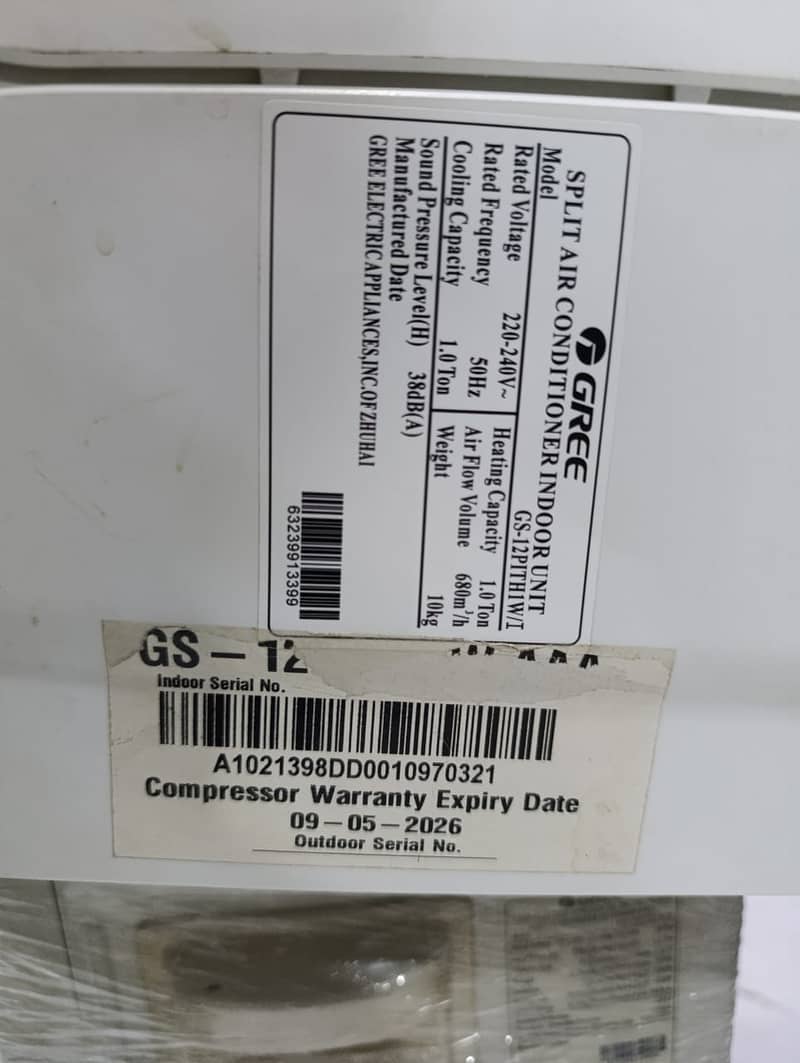 GREE
SPLIT AIR CONDITIONER INDOOR UNIT
Model GS-12PITH1W/I
Rated Voltage 220-240V~ Heating Capacity 1.0 Ton
Rated Frequency 50Hz Air Flow Volume 680m³/h
Cooling Capacity 1.0 Ton Weight 10kg
Sound Pressure Level(H) 38dB(A)
Manufactured Date
GREE ELECTRIC APPLIANCES,INC.OF ZHUHAI
63239913399
GS-12
Indoor Serial No.
A1021398DD0010970321
Compressor Warranty Expiry Date
09-05-2026
Outdoor Serial No.